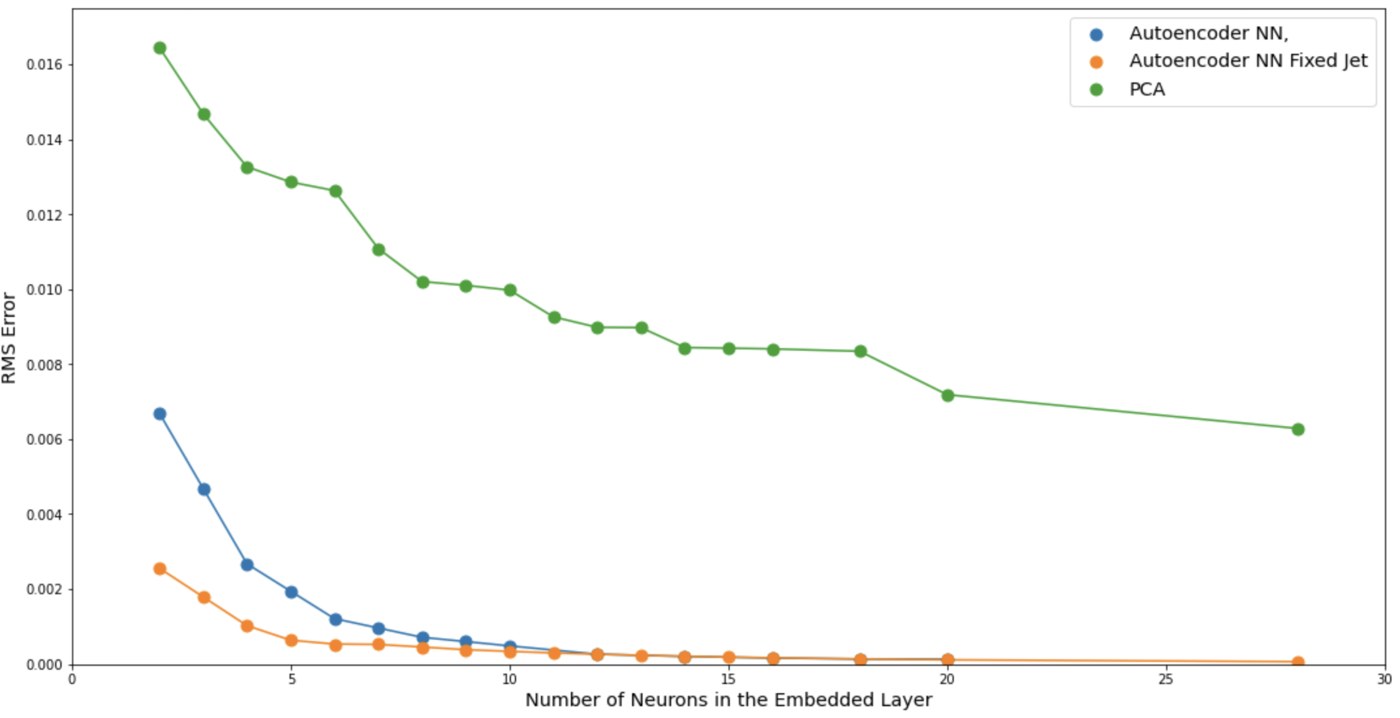 Autoencoder NN,
Autoencoder NN Fixed Jet
PCA
0.016
0.014
0.012
0.010
0.008
0.006
0.004
0.002
0.000
RMS Error
0 5 10 15 20 25 30
Number of Neurons in the Embedded Layer